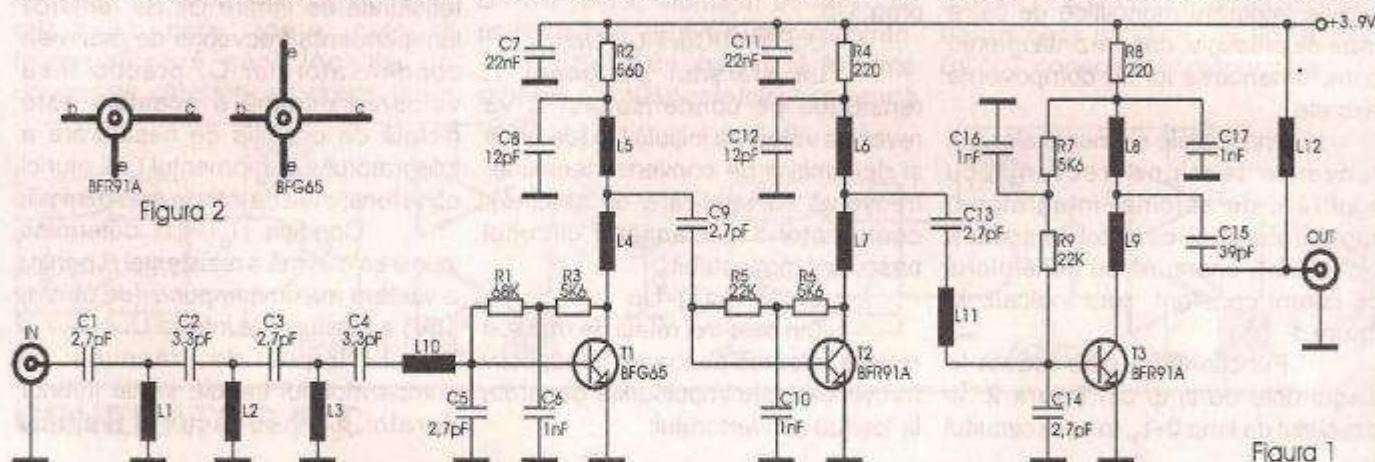 C7
22nF
R2
560
C8
12pF
L5
L4
C9
2,7pF
R1
68K
R3
5K6
T1
BFG65
C5
2,7pF
C6
1nF
L10
IN
C1
2,7pF
C2
3,3pF
C3
2,7pF
C4
3,3pF
L1
L2
L3
C11
22nF
R4
220
C12
12pF
L6
L7
R5
22K
R6
5K6
T2
BFR91A
C10
1nF
C13
2,7pF
L11
C16
1nF
R7
5K6
R9
22K
R8
220
L8
L9
C17
1nF
C15
39pF
L12
+3.9V
OUT
T3
BFR91A
C14
2,7pF
Figura 1
e
b
c
e
BFR91A
e
b
c
e
BFG65
Figura 2